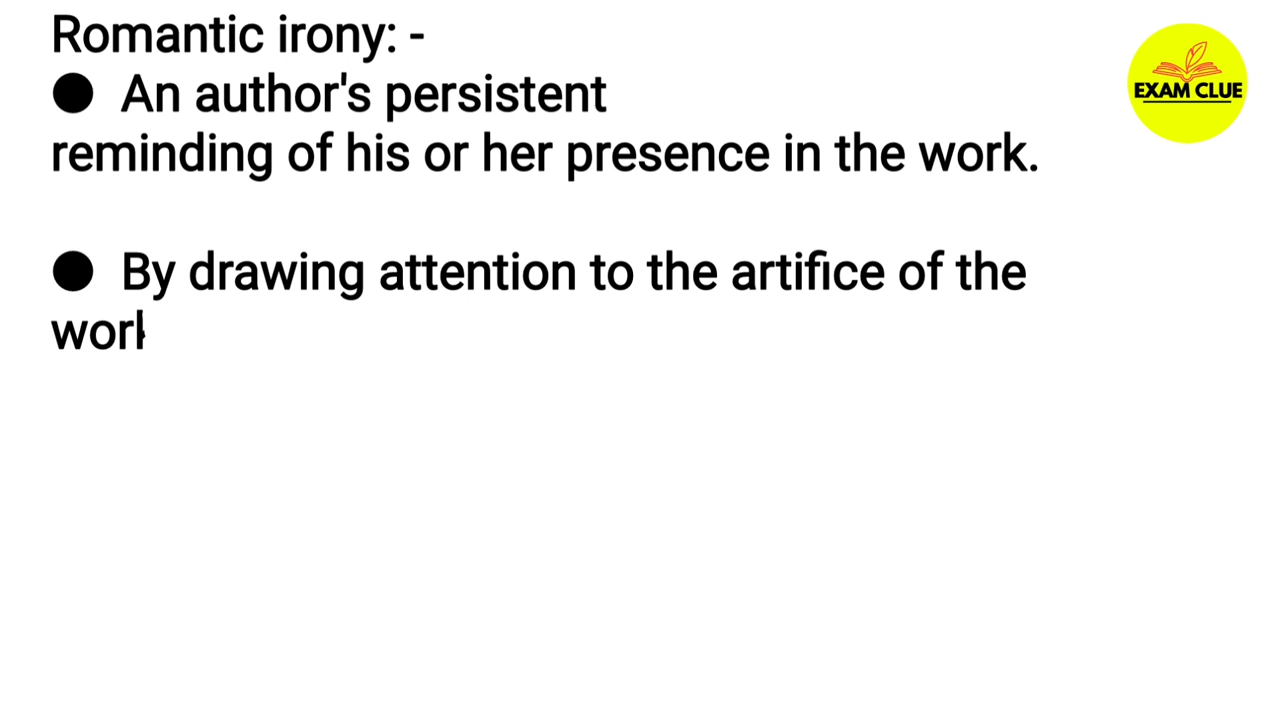 Romantic irony: -
● An author's persistent
reminding of his or her presence in the work.
● By drawing attention to the artifice of the
work
EXAM CLUE